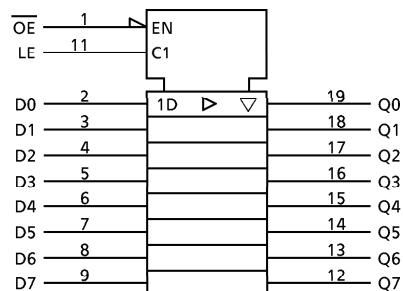 OE 1 EN
LE 11 C1
D0 2 1D 19 Q0
D1 3 18 Q1
D2 4 17 Q2
D3 5 16 Q3
D4 6 15 Q4
D5 7 14 Q5
D6 8 13 Q6
D7 9 12 Q7